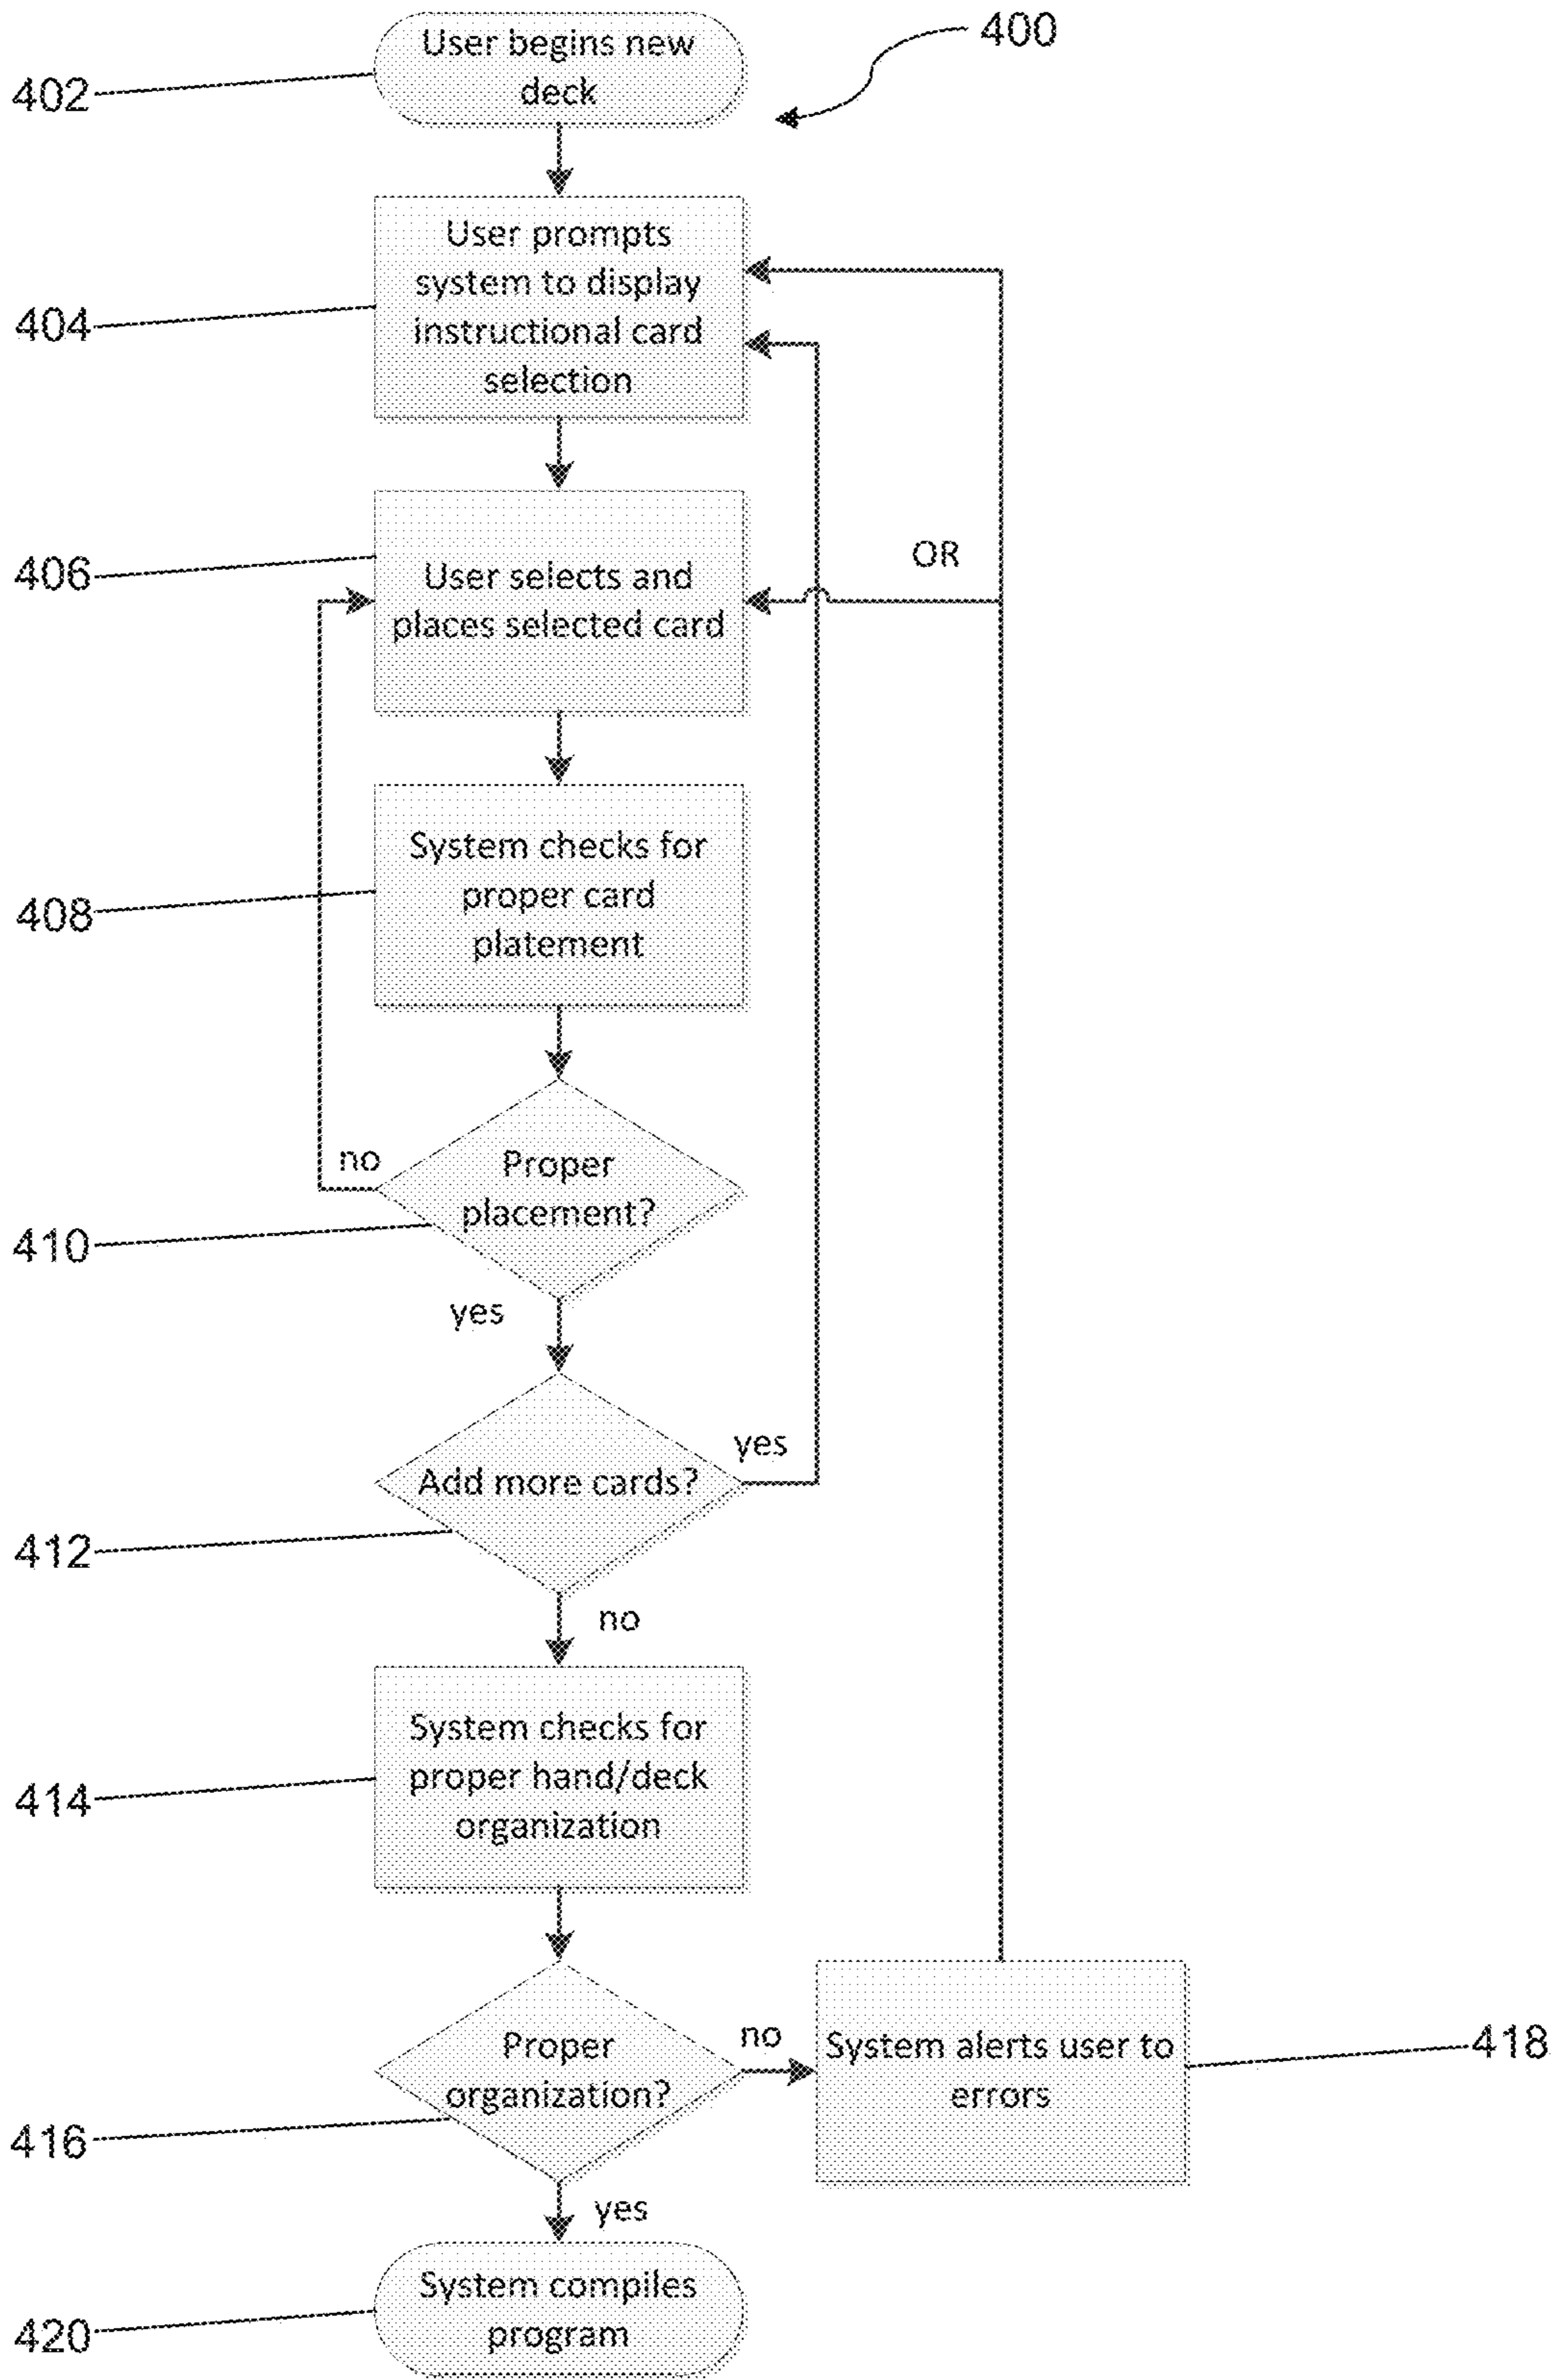 User begins new
deck
400
402
User prompts
system to display
instructional card
selection
404
OR
406
User selects and
places selected card
System checks for
proper card
platement
408
no
Proper
placement?
410
yes
yes
Add more cards?
412
no
System checks for
proper hand/deck
organization
414
no
Proper
organization?
System alerts user to
errors
418
416
yes
System compiles
program
420